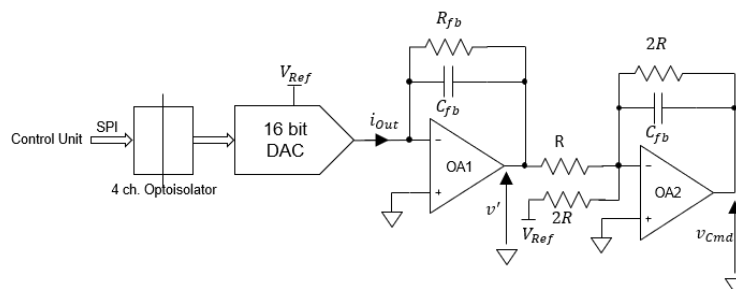 Control Unit
SPI
4 ch. Optoisolator
V_Ref
16 bit
DAC
i_Out
R_fb
C_fb
−
+
OA1
v'
R
2R
V_Ref
2R
C_fb
−
+
OA2
v_Cmd